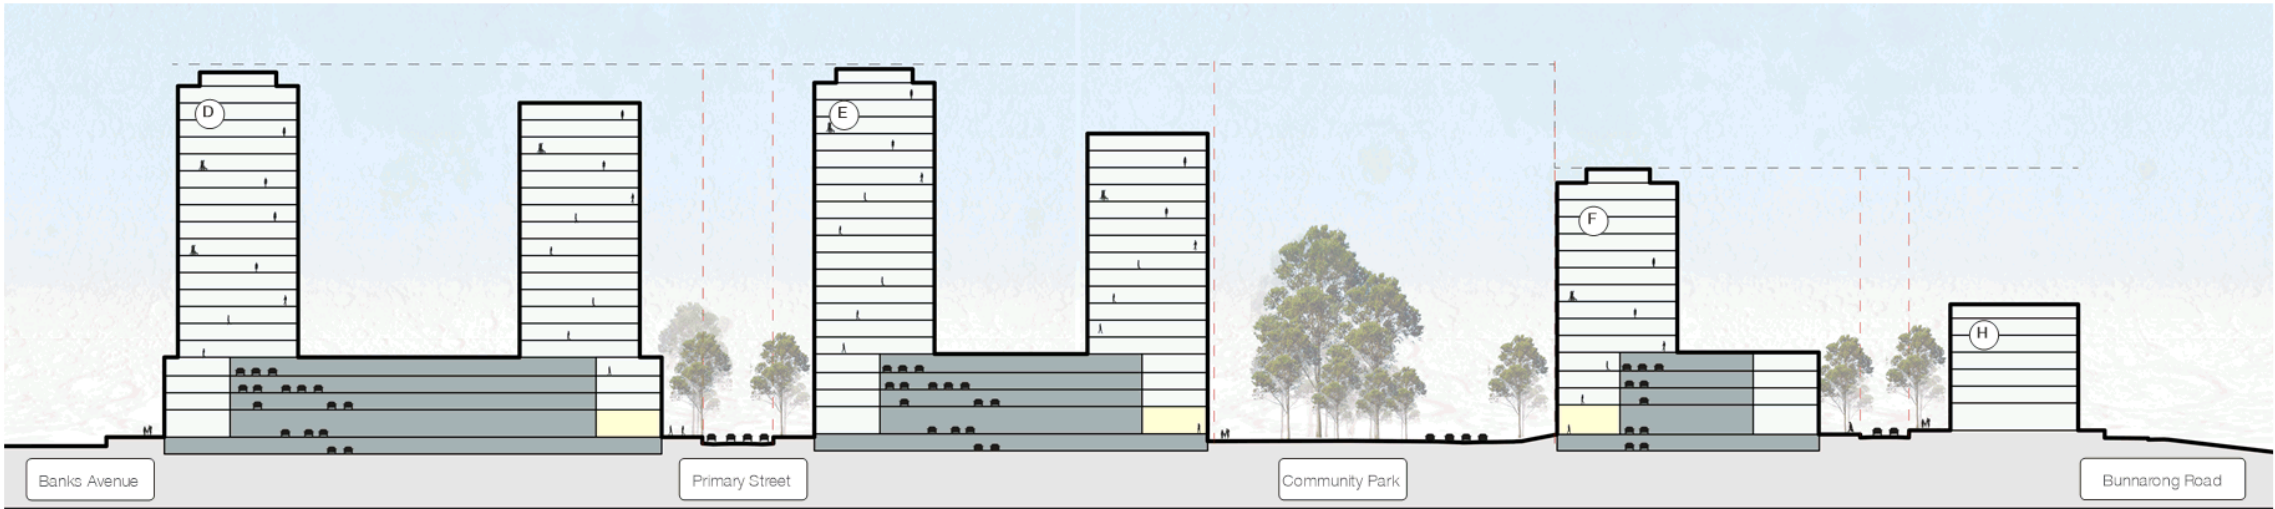 D
E
F
H
Banks Avenue
Primary Street
Community Park
Bunnarong Road